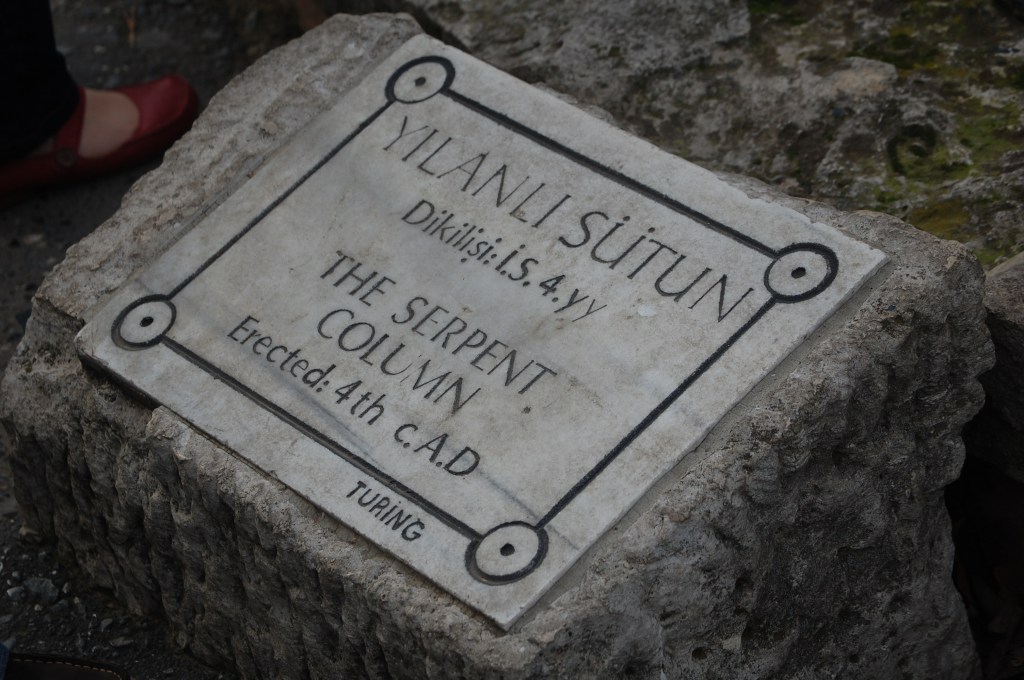 YILANLI SÜTUN
Dikilişi: İ.S. 4.yy
THE SERPENT
COLUMN
Erected: 4th c.A.D
TURING